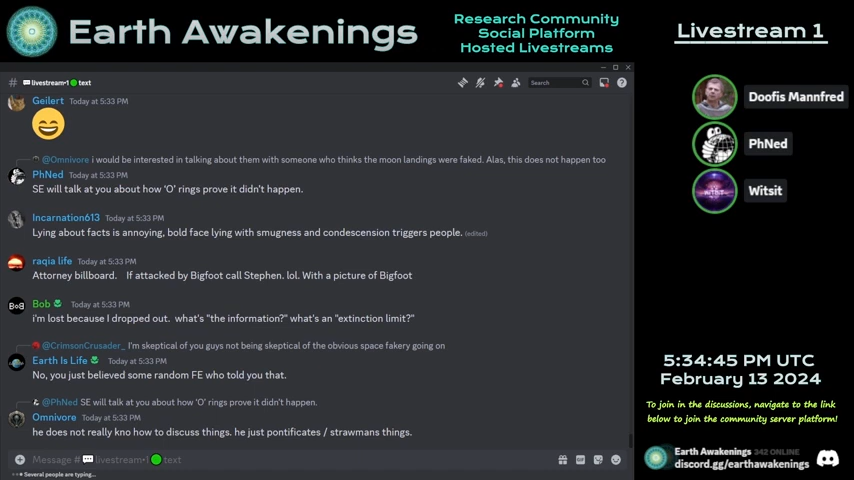 Earth Awakenings
Research Community
Social Platform
Hosted Livestreams
Livestream 1
# livestream-1 text
Search
Geilert Today at 5:33 PM
@Omnivore i would be interested in talking about them with someone who thinks the moon landings were faked. Alas, this does not happen too
PhNed Today at 5:33 PM
SE will talk at you about how 'O' rings prove it didn't happen.
Incarnation613 Today at 5:33 PM
Lying about facts is annoying, bold face lying with smugness and condescension triggers people. (edited)
raqia life Today at 5:33 PM
Attorney billboard. If attacked by Bigfoot call Stephen. lol. With a picture of Bigfoot
BOB
Bob Today at 5:33 PM
i'm lost because I dropped out. what's "the information?" what's an "extinction limit?"
@CrimsonCrusader_ I'm skeptical of you guys not being skeptical of the obvious space fakery going on
Earth Is Life Today at 5:33 PM
No, you just believed some random FE who told you that.
@PhNed SE will talk at you about how 'O' rings prove it didn't happen.
Omnivore Today at 5:33 PM
he does not really kno how to discuss things. he just pontificates / strawmans things.
Message # livestream-1 text
GIF
Several people are typing...
Doofis Mannfred
PhNed
WITSIT
Witsit
5:34:45 PM UTC
February 13 2024
To join in the discussions, navigate to the link
below to join the community server platform!
Earth Awakenings 342 ONLINE
discord.gg/earthawakenings